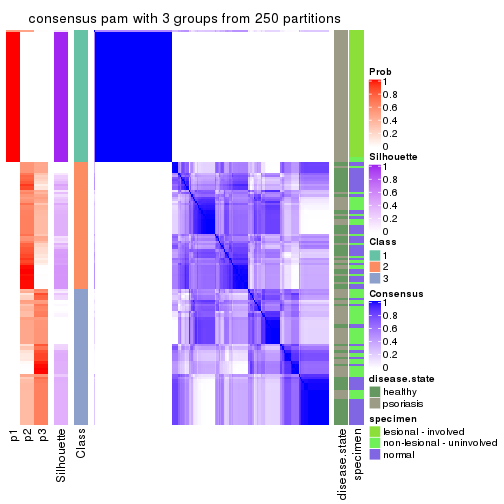 consensus pam with 3 groups from 250 partitions
Prob
1
0.8
0.6
0.4
0.2
0
Silhouette
1
0.8
0.6
0.4
0.2
0
Class
1
2
3
Consensus
1
0.8
0.6
0.4
0.2
0
disease.state
healthy
psoriasis
specimen
lesional - involved
non-lesional - uninvolved
normal
p1
p2
p3
Silhouette
Class
disease.state
specimen